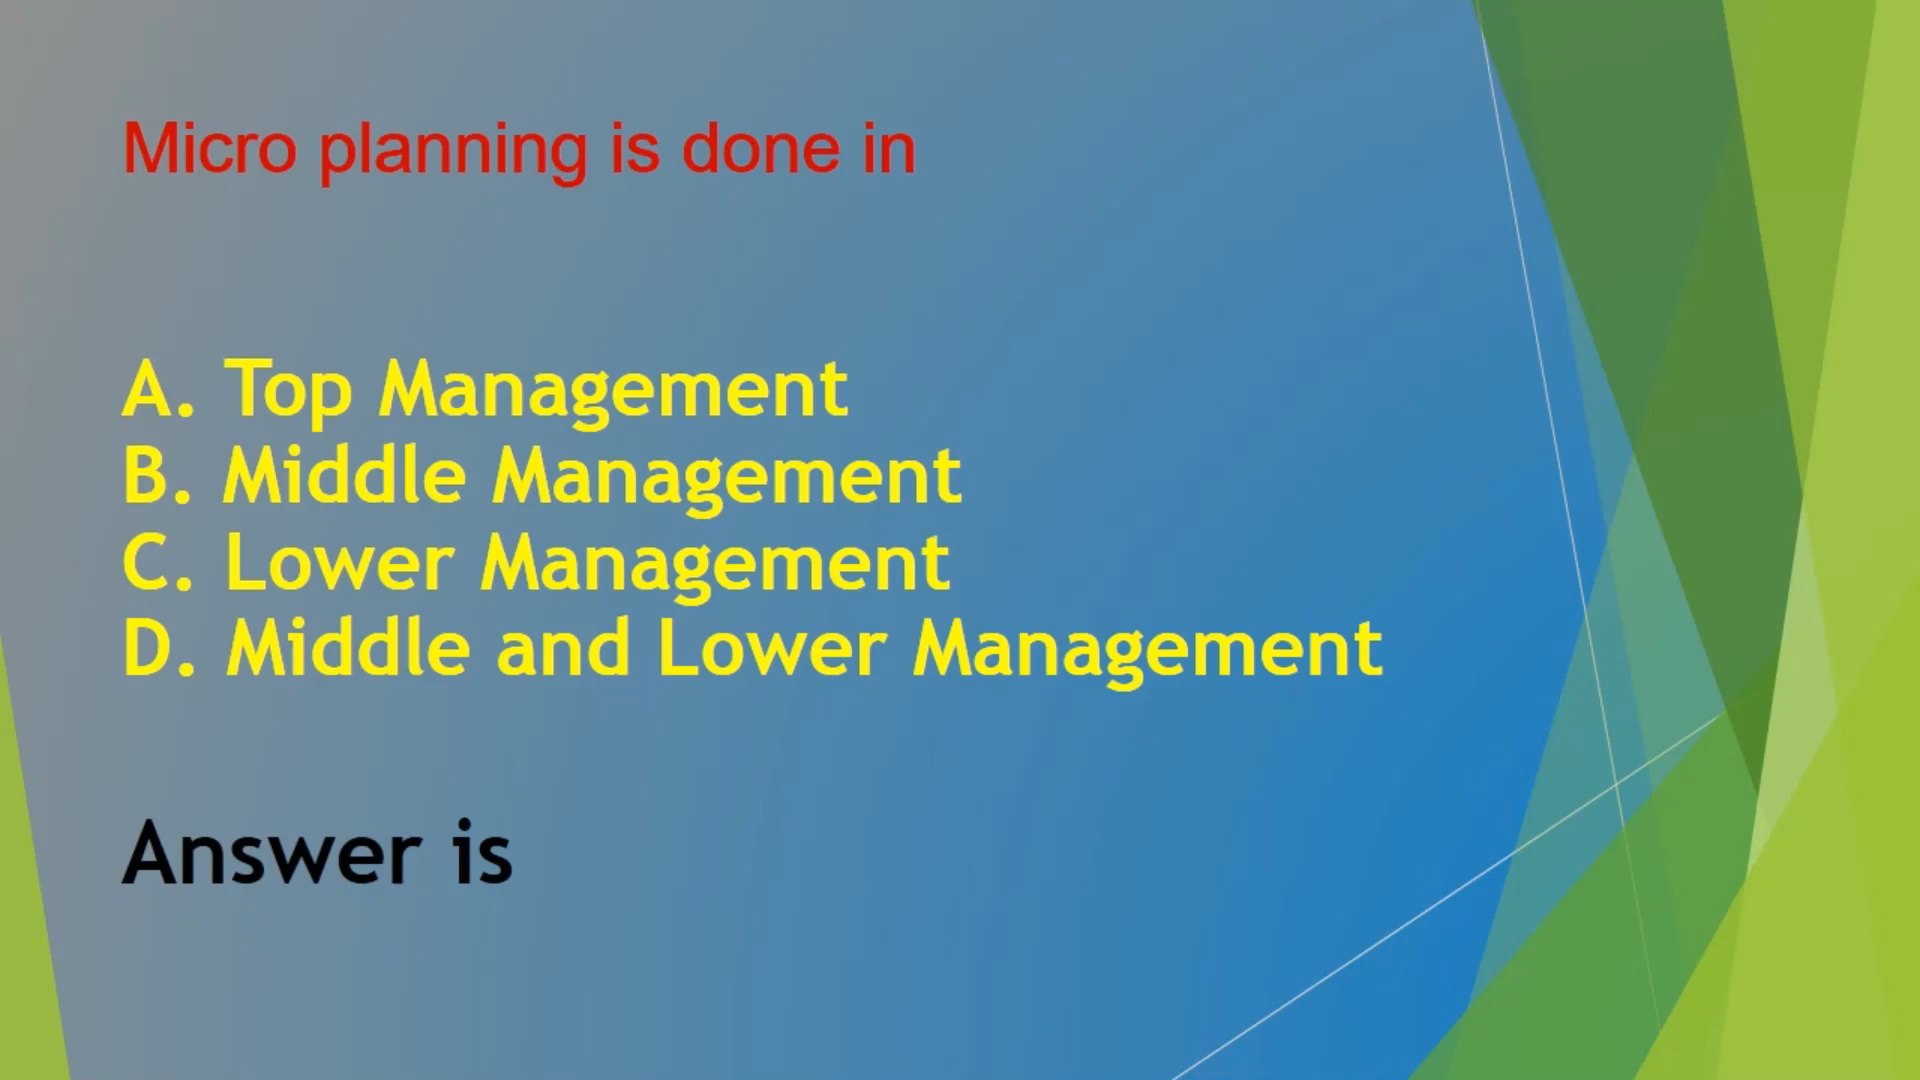 Micro planning is done in
A. Top Management
B. Middle Management
C. Lower Management
D. Middle and Lower Management
Answer is